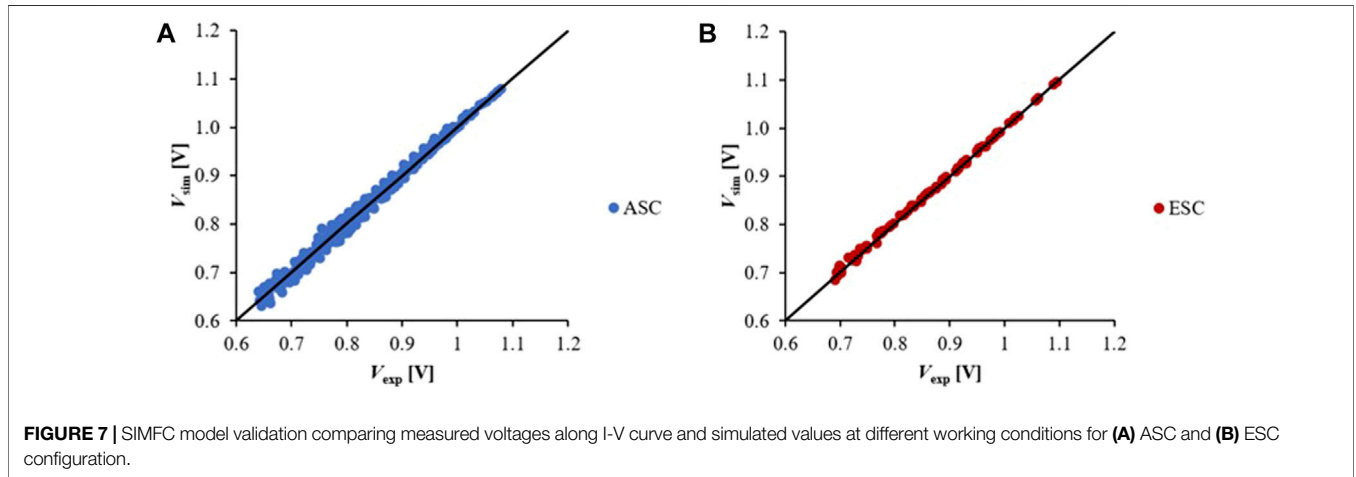 A
1.2
1.1
1.0
0.9
0.8
0.7
0.6
0.6 0.7 0.8 0.9 1 1.1 1.2
Vsim [V]
Vexp [V]
ASC
B
1.2
1.1
1.0
0.9
0.8
0.7
0.6
0.6 0.7 0.8 0.9 1 1.1 1.2
Vsim [V]
Vexp [V]
ESC
FIGURE 7 | SIMFC model validation comparing measured voltages along I-V curve and simulated values at different working conditions for (A) ASC and (B) ESC
configuration.